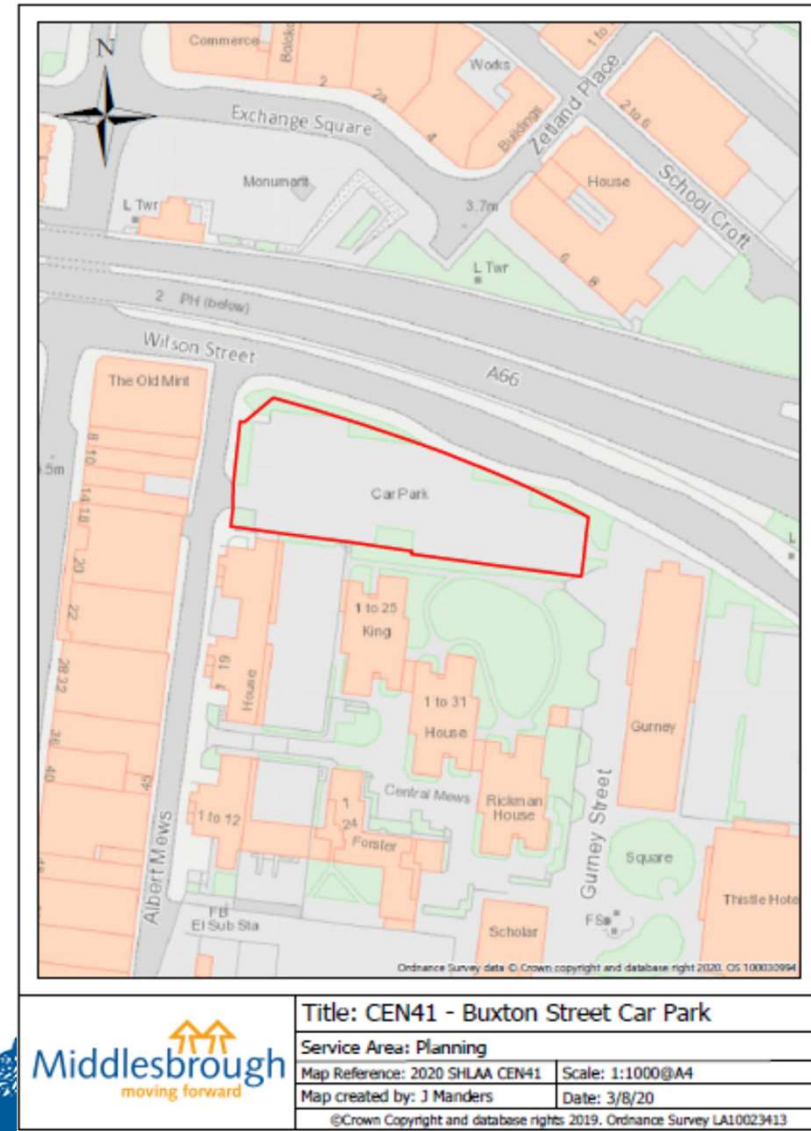 Commerce
Bolsko
1 to
Works
2
2a
4
Buildings
Zetland Place
2 to 6
N
Exchange Square
School Croft
Monument
House
L Twr
3.7m
6
8
L Twr
2 PH (below)
Wilson Street
A66
The Old Mint
8 10
.5m
Car Park
14 18
20
22
1 to 25
King
19
House
1 to 31
House
28 32
Gurney
36
40
45
Central Mews
Rickman
House
1 to 12
1
24
Forster
Gurney Street
Square
Albert Mews
Thistle Hote
FB
El Sub Sta
FSs
Scholar
Ordnance Survey data © Crown copyright and database right 2020. OS 100030994
Middlesbrough
moving forward
Title: CEN41 - Buxton Street Car Park
Service Area: Planning
Map Reference: 2020 SHLAA CEN41
Scale: 1:1000@A4
Map created by: J Manders
Date: 3/8/20
©Crown Copyright and database rights 2019. Ordnance Survey LA10023413